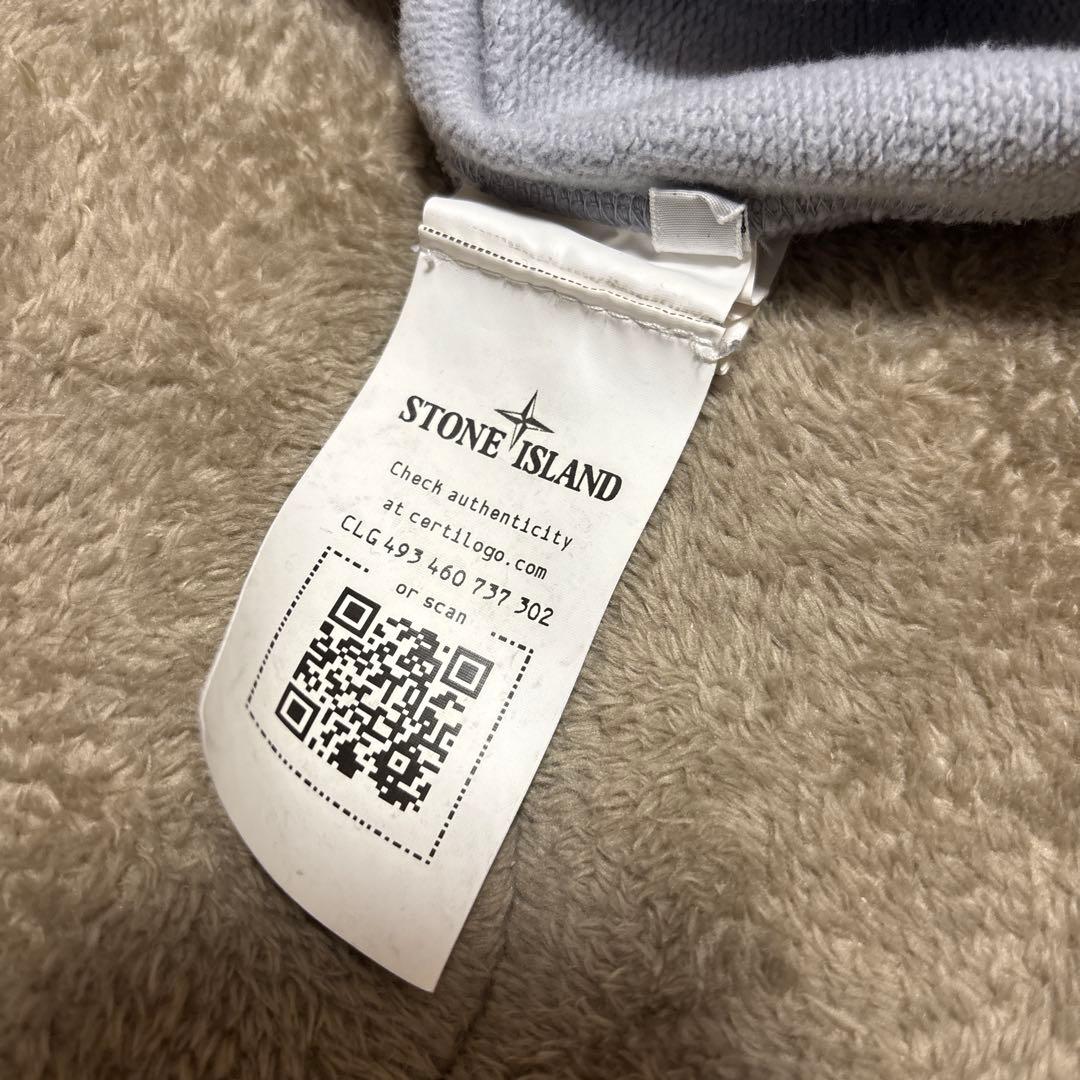 STONE ISLAND
Check authenticity
at certilogo.com
CLG 493 460 737 302
or scan